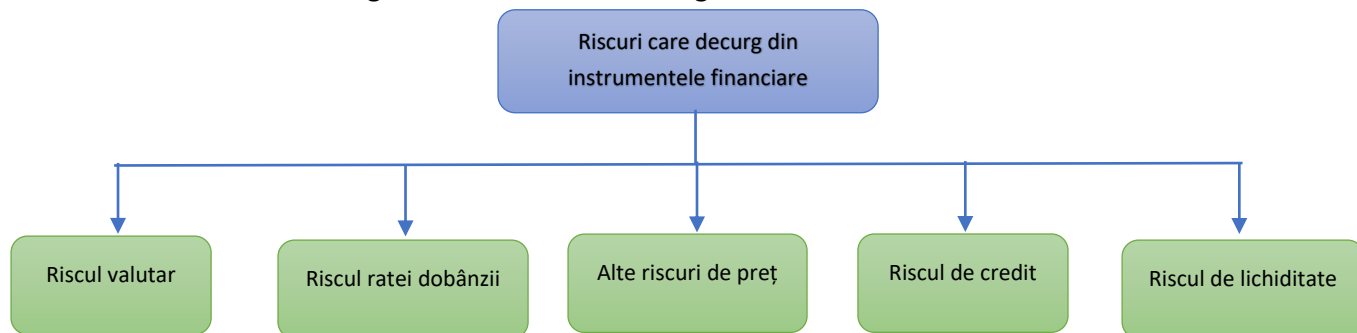 Riscuri care decurg din
instrumentele financiare
Riscul valutar
Riscul ratei dobânzii
Alte riscuri de preț
Riscul de credit
Riscul de lichiditate